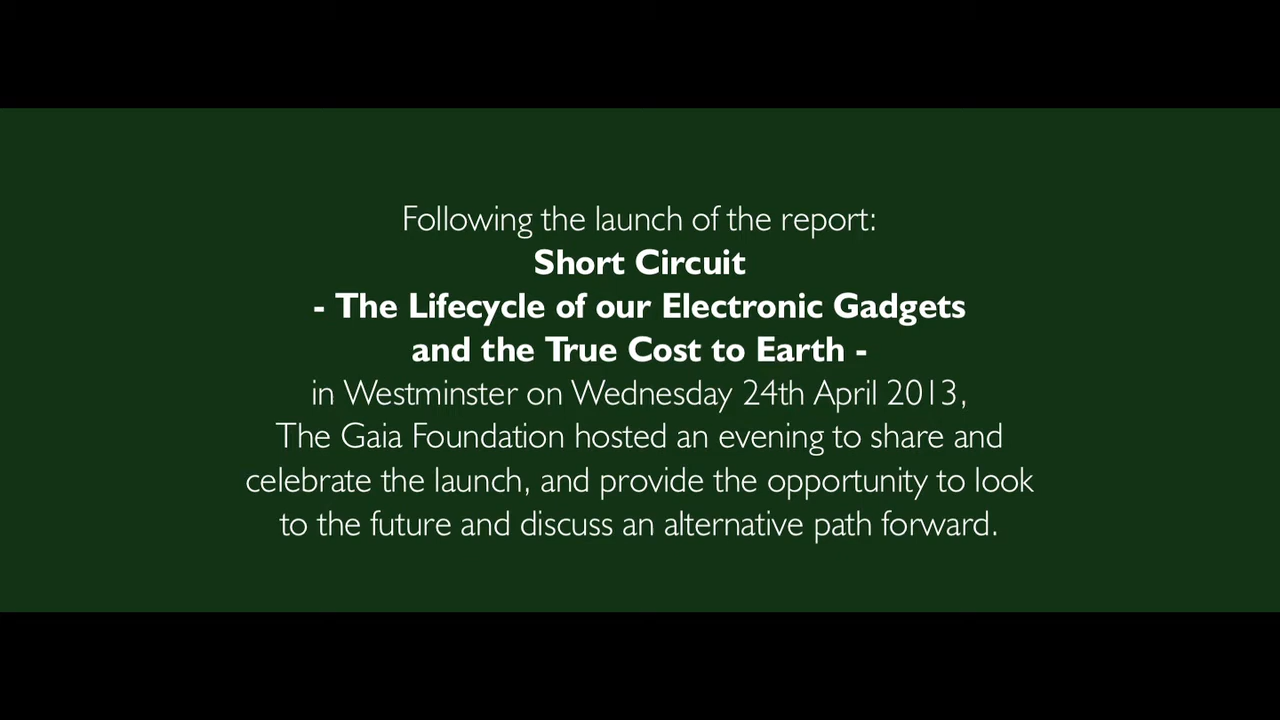 Following the launch of the report:
Short Circuit
- The Lifecycle of our Electronic Gadgets
and the True Cost to Earth -
in Westminster on Wednesday 24th April 2013,
The Gaia Foundation hosted an evening to share and
celebrate the launch, and provide the opportunity to look
to the future and discuss an alternative path forward.